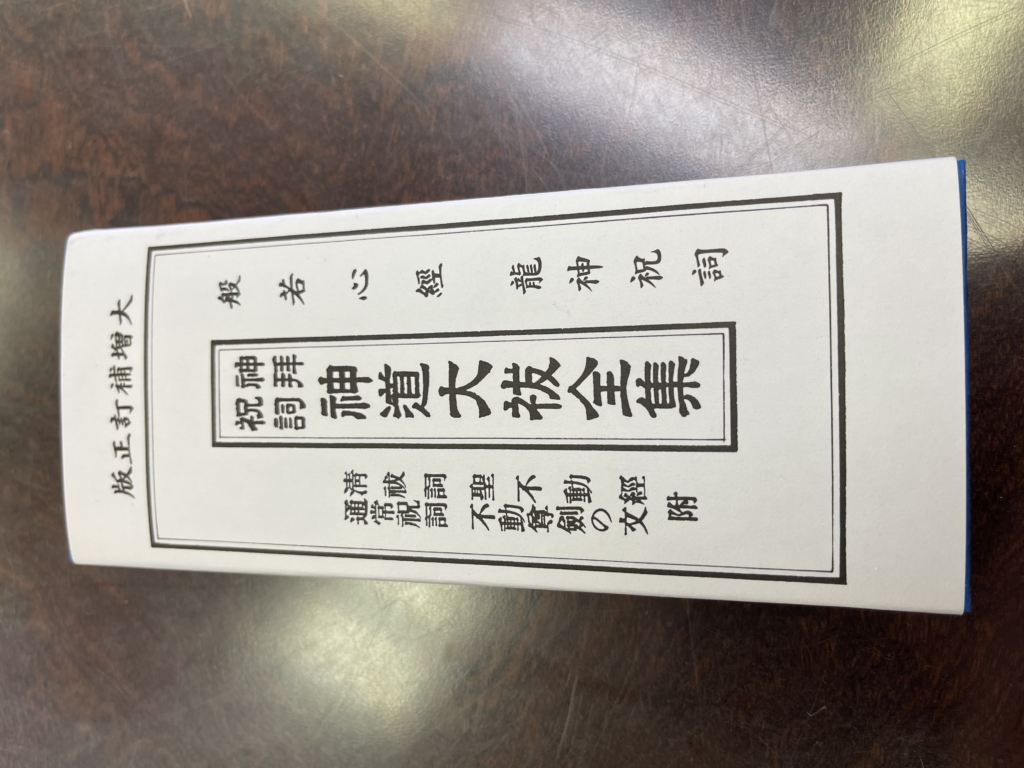 大増補訂正版
般若心經 龍神祝詞
神拜
祝詞
神道大祓全集
清祓詞
通常祝詞
聖不動經
不動尊劍の文
附